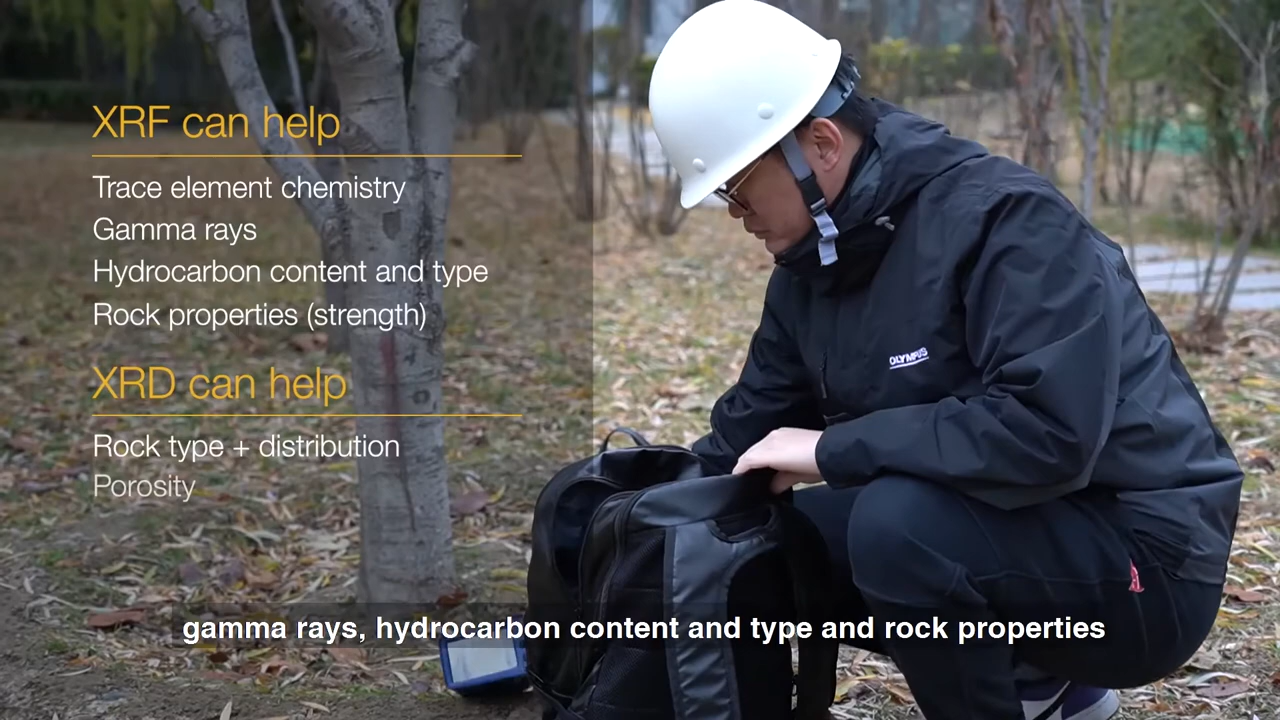 XRF can help
Trace element chemistry
Gamma rays
Hydrocarbon content and type
Rock properties (strength)
XRD can help
Rock type + distribution
Porosity
OLYMPUS
gamma rays, hydrocarbon content and type and rock properties